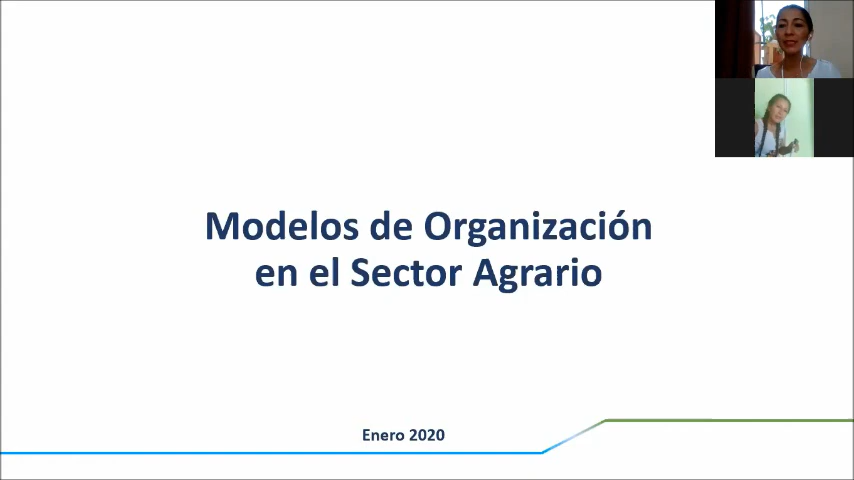 Modelos de Organización
en el Sector Agrario
Enero 2020